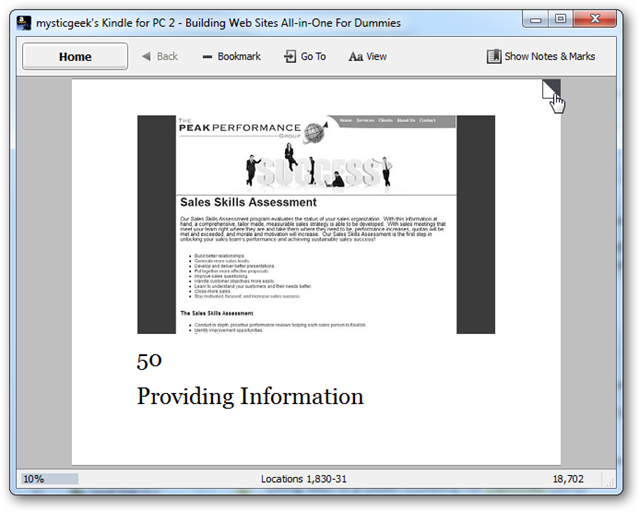 mysticgeek's Kindle for PC 2 - Building Web Sites All-in-One For Dummies
Home Back Bookmark Go To Aa View Show Notes & Marks
Home Services Clients About Us Contact
THE
PEAKPERFORMANCE
GROUP
SUCCESS
Sales Skills Assessment
Our Sales Skills Assessment program evaluates the status of your sales organization. With this information at
hand, a comprehensive, tailor made, measurable sales strategy is able to be developed. With sales meetings that
meet your team right where they are and take them where they need to be, performance increases, quotas will be
met and exceeded, and morale and motivation will increase. Our Sales Skills Assessment is the first step in
unlocking your sales team's performance and achieving sustainable sales success!
Build better relationships.
Generate more sales leads.
Develop and deliver better presentations.
Put together more effective proposals.
Improve sales questioning.
Handle customer objections more easily.
Learn to understand your customers and their needs better.
Close more sales.
Stay motivated, focused, and increase sales success.
The Sales Skills Assessment
Conduct in-depth, proactive performance reviews helping each sales person to flourish.
Identify improvement opportunities.
50
Providing Information
10% Locations 1,830-31 18,702